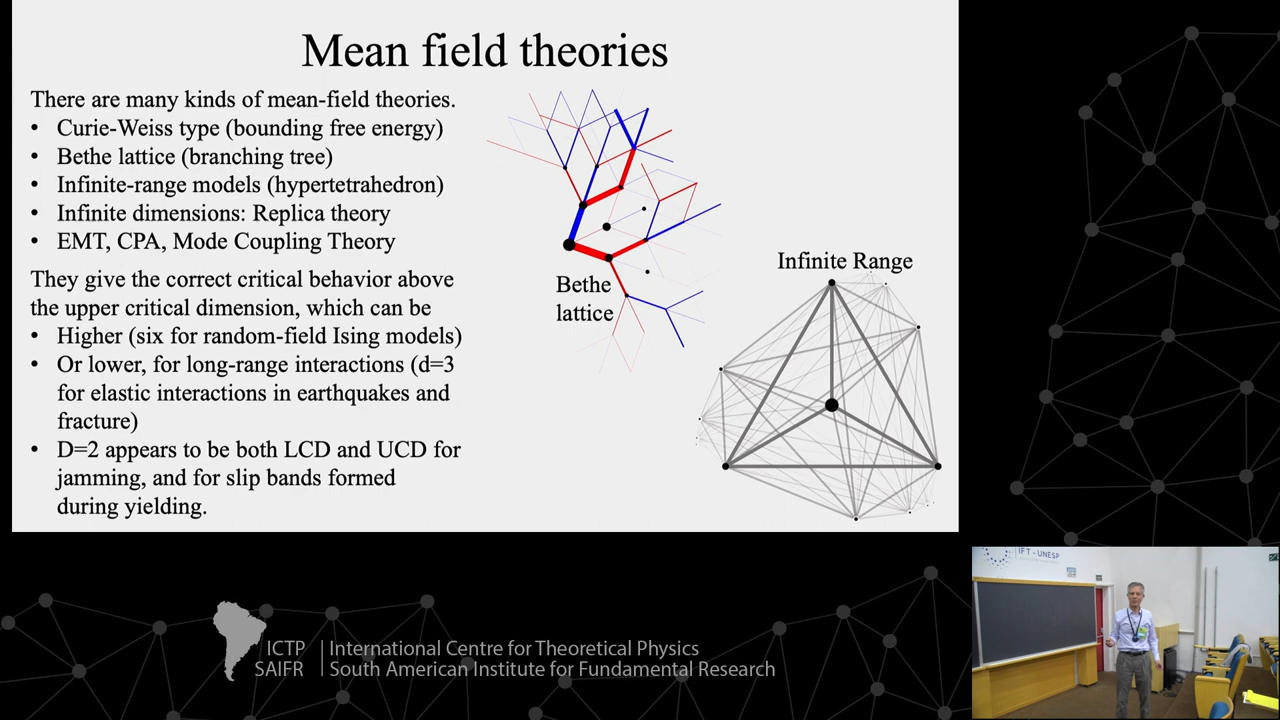 Mean field theories
There are many kinds of mean-field theories.
• Curie-Weiss type (bounding free energy)
• Bethe lattice (branching tree)
• Infinite-range models (hypertetrahedron)
• Infinite dimensions: Replica theory
• EMT, CPA, Mode Coupling Theory
They give the correct critical behavior above
the upper critical dimension, which can be
• Higher (six for random-field Ising models)
• Or lower, for long-range interactions (d=3
for elastic interactions in earthquakes and
fracture)
• D=2 appears to be both LCD and UCD for
jamming, and for slip bands formed
during yielding.
Bethe
lattice
Infinite Range
IFT - UNESP
ICTP
SAIFR
International Centre for Theoretical Physics
South American Institute for Fundamental Research